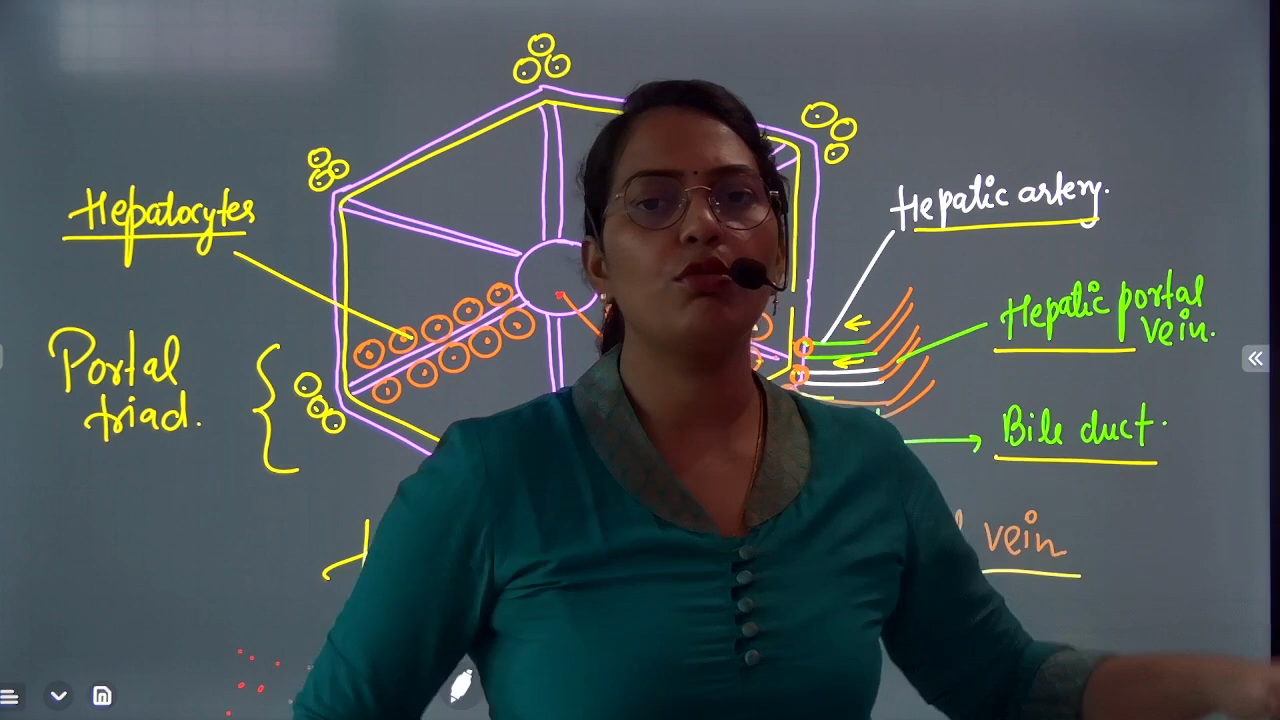 Hepatocytes
Portal
triad.
Hepatic artery.
Hepatic portal
vein.
Bile duct.
vein